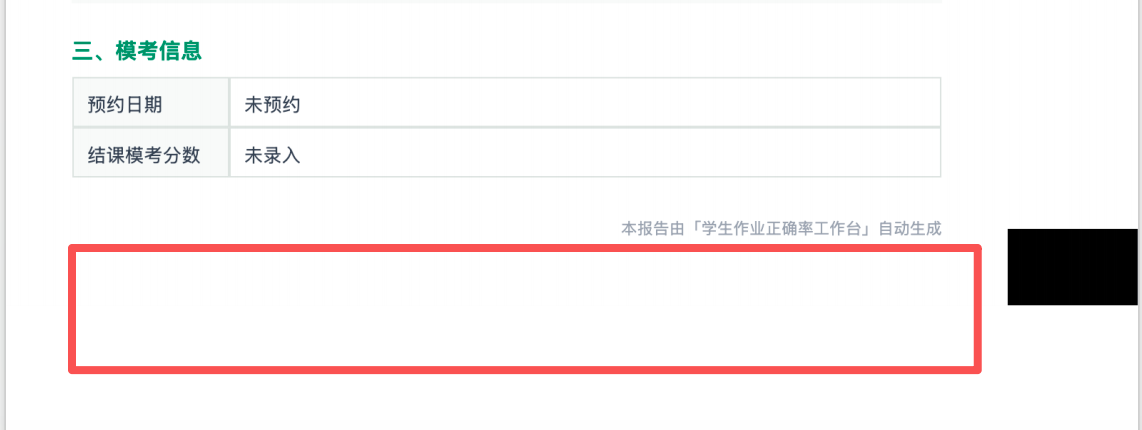 三、模考信息
预约日期 未预约
结课模考分数 未录入
本报告由「学生作业正确率工作台」自动生成